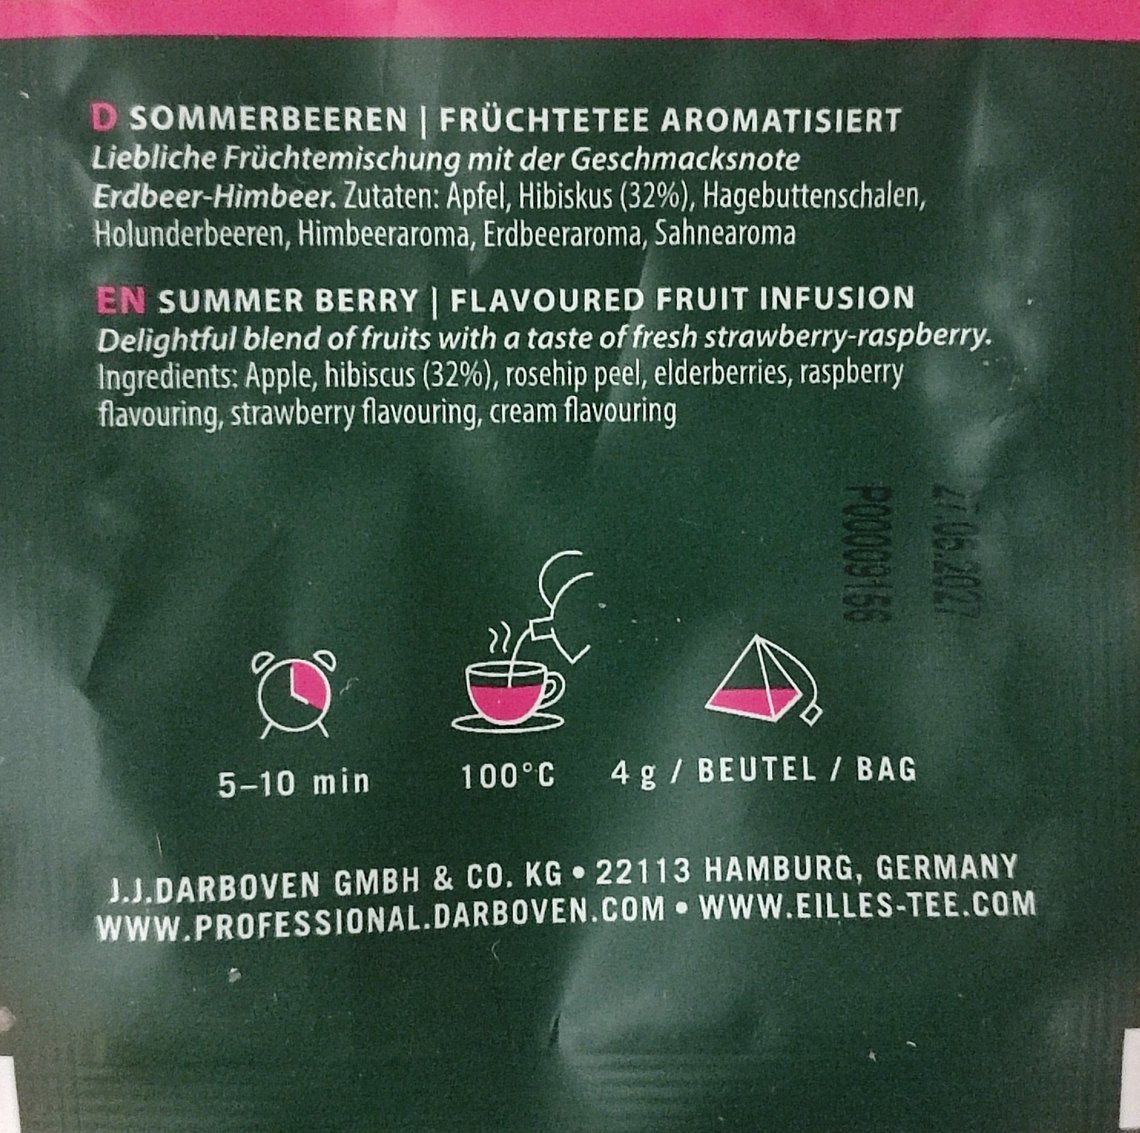 D SOMMERBEEREN | FRÜCHTETEE AROMATISIERT
Liebliche Früchtemischung mit der Geschmacksnote
Erdbeer-Himbeer. Zutaten: Apfel, Hibiskus (32%), Hagebuttenschalen,
Holunderbeeren, Himbeeraroma, Erdbeeraroma, Sahnearoma
EN SUMMER BERRY | FLAVOURED FRUIT INFUSION
Delightful blend of fruits with a taste of fresh strawberry-raspberry.
Ingredients: Apple, hibiscus (32%), rosehip peel, elderberries, raspberry
flavouring, strawberry flavouring, cream flavouring
27.06.2027
P00009166
5–10 min
100°C
4 g / BEUTEL / BAG
J.J.DARBOVEN GMBH & CO. KG • 22113 HAMBURG, GERMANY
WWW.PROFESSIONAL.DARBOVEN.COM • WWW.EILLES-TEE.COM